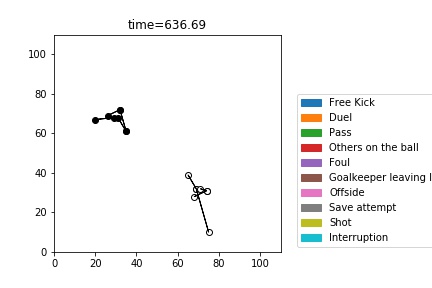 time=636.69
100
80
60
40
20
0
0 20 40 60 80 100
Free Kick
Duel
Pass
Others on the ball
Foul
Goalkeeper leaving l
Offside
Save attempt
Shot
Interruption